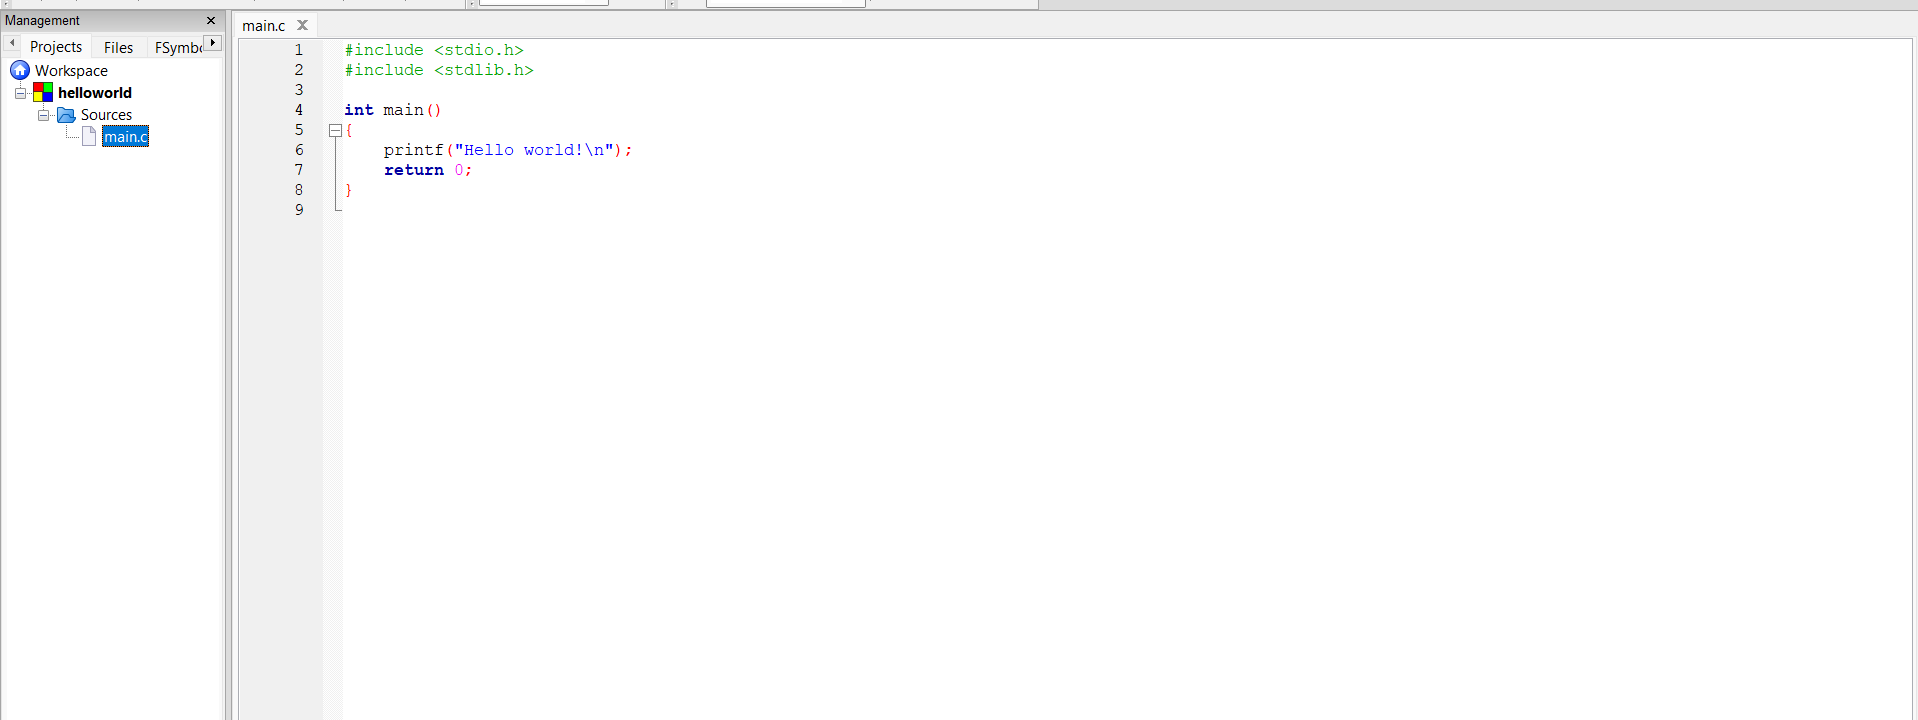 Management
Projects Files FSymbo
Workspace
helloworld
Sources
main.c
main.c
1 #include <stdio.h>
2 #include <stdlib.h>
3
4 int main()
5 {
6     printf("Hello world!\n");
7     return 0;
8 }
9